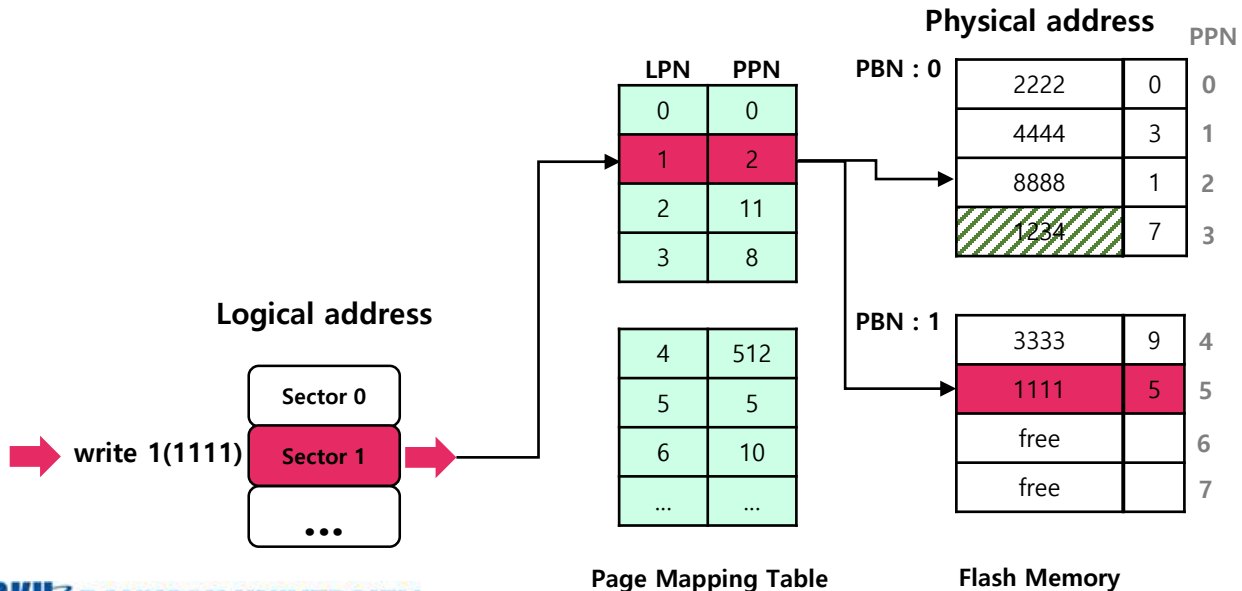 Physical address
PPN
LPN PPN
PBN : 0
0 0
1 2
2 11
3 8
2222 0 0
4444 3 1
8888 1 2
1234 7 3
Logical address
PBN : 1
4 512
5 5
6 10
... ...
3333 9 4
1111 5 5
free 6
free 7
Sector 0
write 1(1111) Sector 1
...
Page Mapping Table
Flash Memory